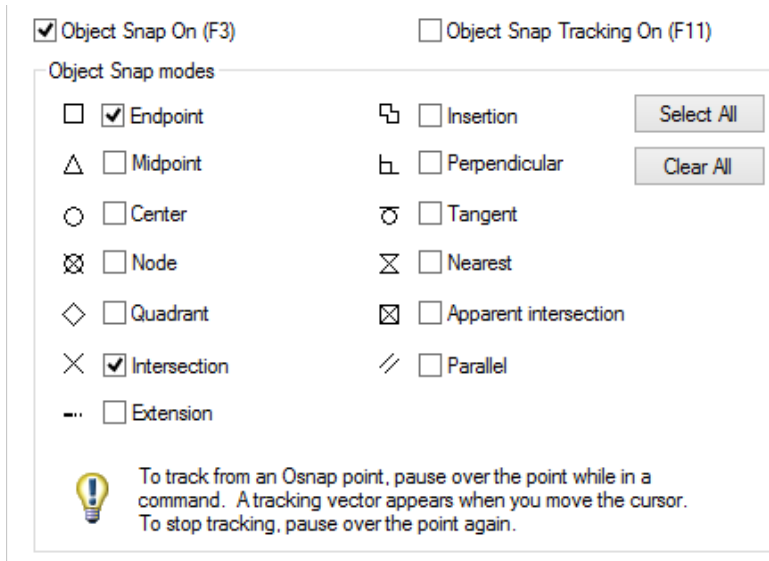 Object Snap On (F3) Object Snap Tracking On (F11)
Object Snap modes
Endpoint Insertion Select All
Midpoint Perpendicular Clear All
Center Tangent
Node Nearest
Quadrant Apparent intersection
Intersection Parallel
Extension
To track from an Osnap point, pause over the point while in a
command. A tracking vector appears when you move the cursor.
To stop tracking, pause over the point again.